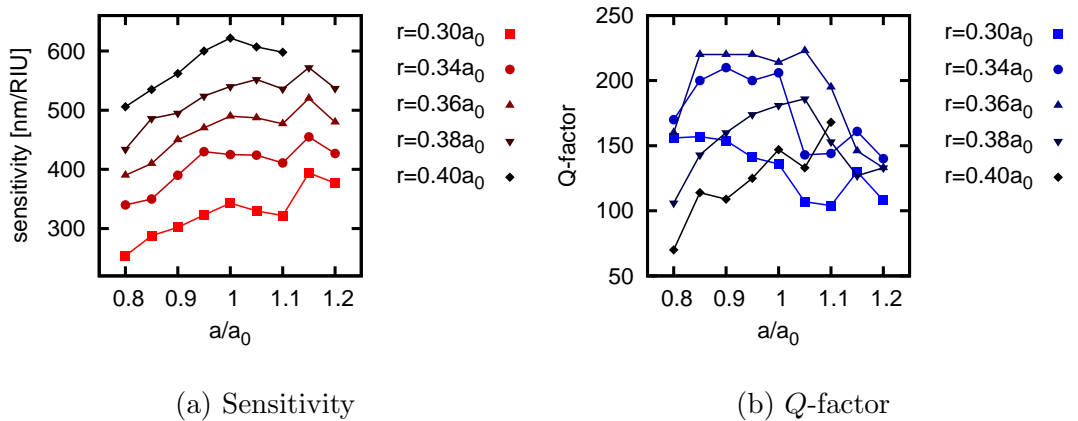 sensitivity [nm/RIU]
600
500
400
300
0.8 0.9 1 1.1 1.2
a/a0
r=0.30a0
r=0.34a0
r=0.36a0
r=0.38a0
r=0.40a0
(a) Sensitivity
Q-factor
250
200
150
100
50
0.8 0.9 1 1.1 1.2
a/a0
r=0.30a0
r=0.34a0
r=0.36a0
r=0.38a0
r=0.40a0
(b) Q-factor